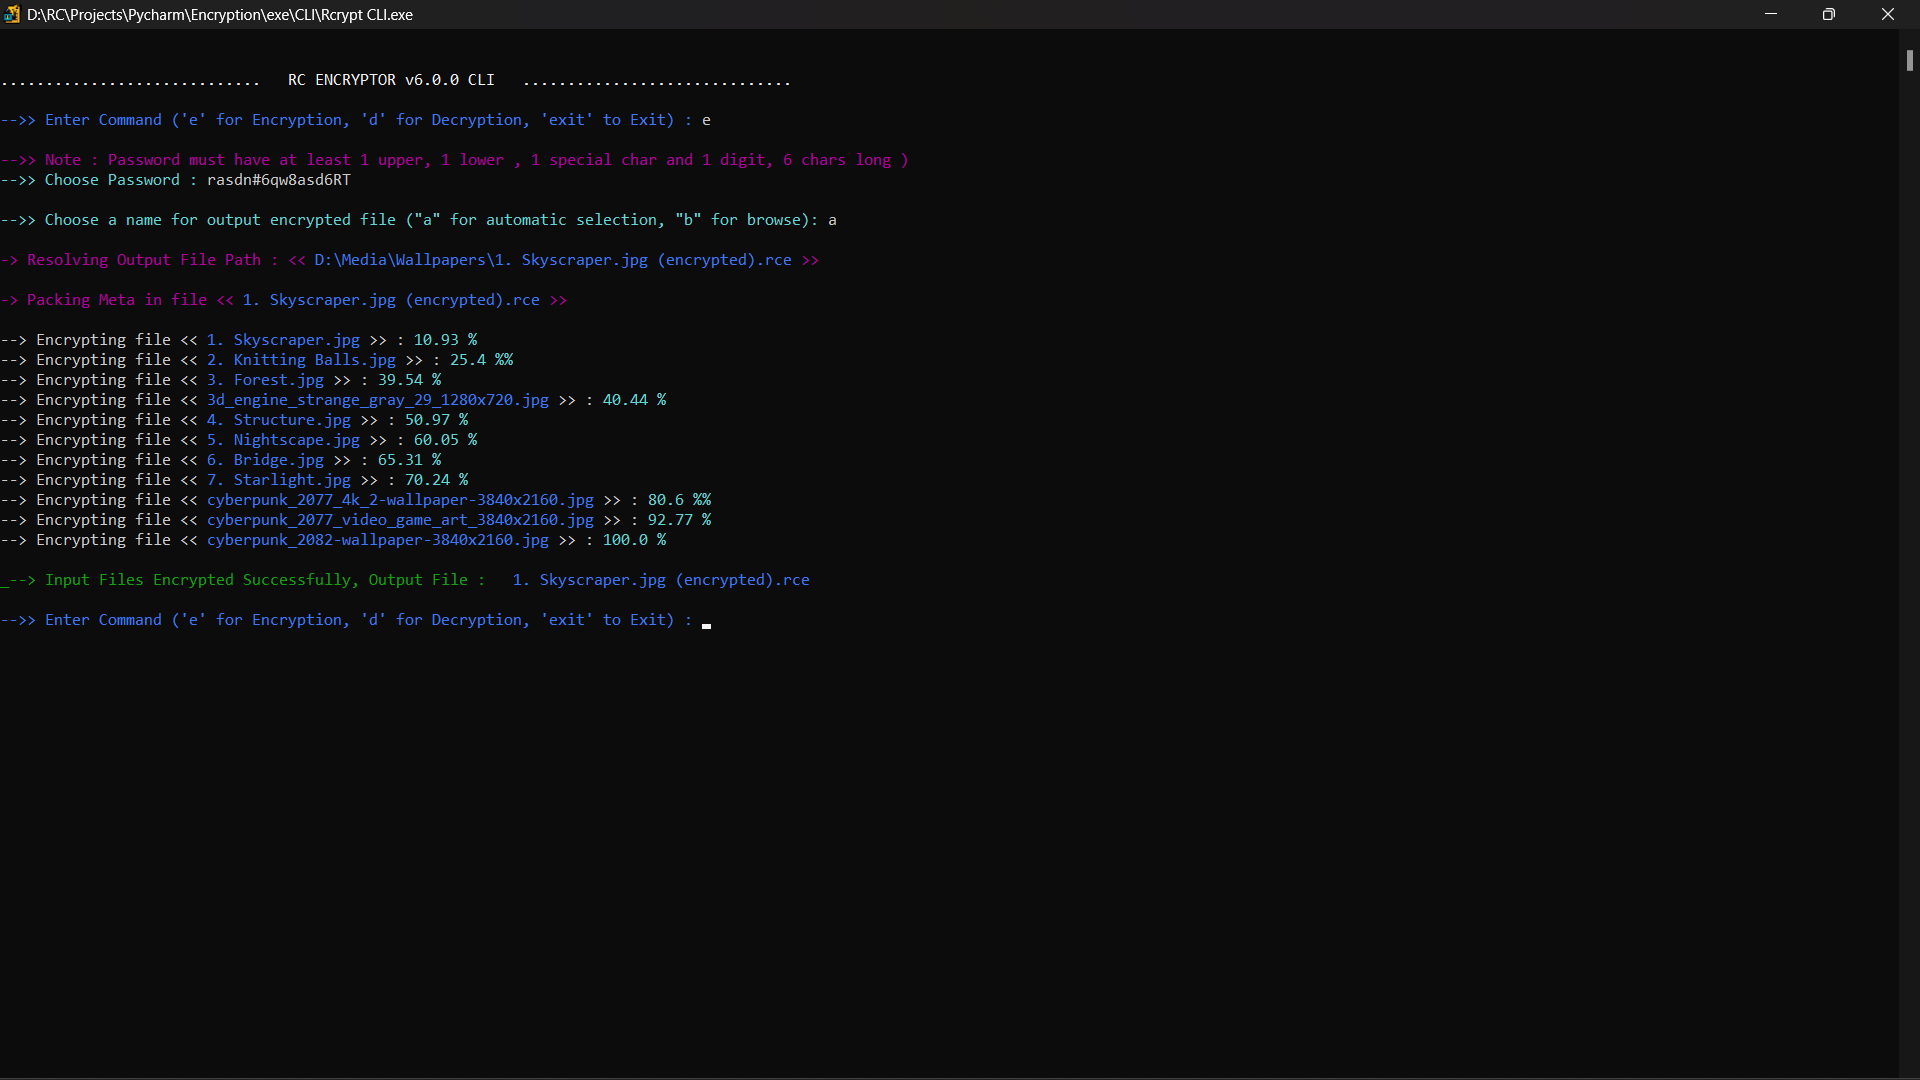 D:\RC\Projects\Pycharm\Encryption\exe\CLI\Rcrypt CLI.exe
.............................   RC ENCRYPTOR v6.0.0 CLI   ..............................
-->> Enter Command ('e' for Encryption, 'd' for Decryption, 'exit' to Exit) : e
-->> Note : Password must have at least 1 upper, 1 lower , 1 special char and 1 digit, 6 chars long )
-->> Choose Password : rasdn#6qw8asd6RT
-->> Choose a name for output encrypted file ("a" for automatic selection, "b" for browse): a
-> Resolving Output File Path : << D:\Media\Wallpapers\1. Skyscraper.jpg (encrypted).rce >>
-> Packing Meta in file << 1. Skyscraper.jpg (encrypted).rce >>
--> Encrypting file << 1. Skyscraper.jpg >> : 10.93 %
--> Encrypting file << 2. Knitting Balls.jpg >> : 25.4 %%
--> Encrypting file << 3. Forest.jpg >> : 39.54 %
--> Encrypting file << 3d_engine_strange_gray_29_1280x720.jpg >> : 40.44 %
--> Encrypting file << 4. Structure.jpg >> : 50.97 %
--> Encrypting file << 5. Nightscape.jpg >> : 60.05 %
--> Encrypting file << 6. Bridge.jpg >> : 65.31 %
--> Encrypting file << 7. Starlight.jpg >> : 70.24 %
--> Encrypting file << cyberpunk_2077_4k_2-wallpaper-3840x2160.jpg >> : 80.6 %%
--> Encrypting file << cyberpunk_2077_video_game_art_3840x2160.jpg >> : 92.77 %
--> Encrypting file << cyberpunk_2082-wallpaper-3840x2160.jpg >> : 100.0 %
_--> Input Files Encrypted Successfully, Output File :   1. Skyscraper.jpg (encrypted).rce
-->> Enter Command ('e' for Encryption, 'd' for Decryption, 'exit' to Exit) :